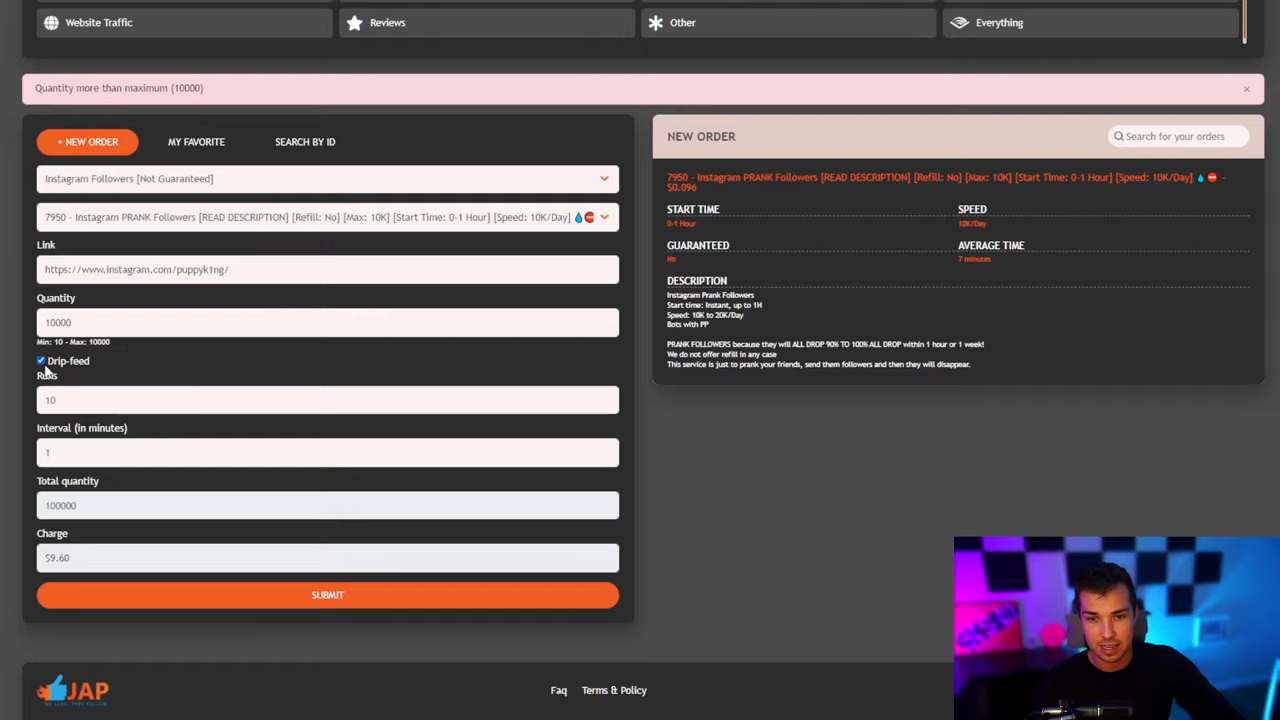 Website Traffic
Reviews
Other
Everything
Quantity more than maximum (10000)
×
+ NEW ORDER
MY FAVORITE
SEARCH BY ID
Instagram Followers [Not Guaranteed]
7950 - Instagram PRANK Followers [READ DESCRIPTION] [Refill: No] [Max: 10K] [Start Time: 0-1 Hour] [Speed: 10K/Day] 💧⛔
Link
https://www.instagram.com/puppyk1ng/
Quantity
10000
Min: 10 - Max: 10000
Drip-feed
Runs
10
Interval (in minutes)
1
Total quantity
100000
Charge
$9.60
SUBMIT
NEW ORDER
Search for your orders
7950 - Instagram PRANK Followers [READ DESCRIPTION] [Refill: No] [Max: 10K] [Start Time: 0-1 Hour] [Speed: 10K/Day] 💧⛔ -
$0.096
START TIME
SPEED
0-1 Hour
10K/Day
GUARANTEED
AVERAGE TIME
No
7 minutes
DESCRIPTION
Instagram Prank Followers
Start time: Instant, up to 1H
Speed: 10K to 20K/Day
Bots with PP
PRANK FOLLOWERS because they will ALL DROP 90% TO 100% ALL DROP within 1 hour or 1 week!
We do not offer refill in any case
This service is just to prank your friends, send them followers and then they will disappear.
JAP
Faq
Terms & Policy